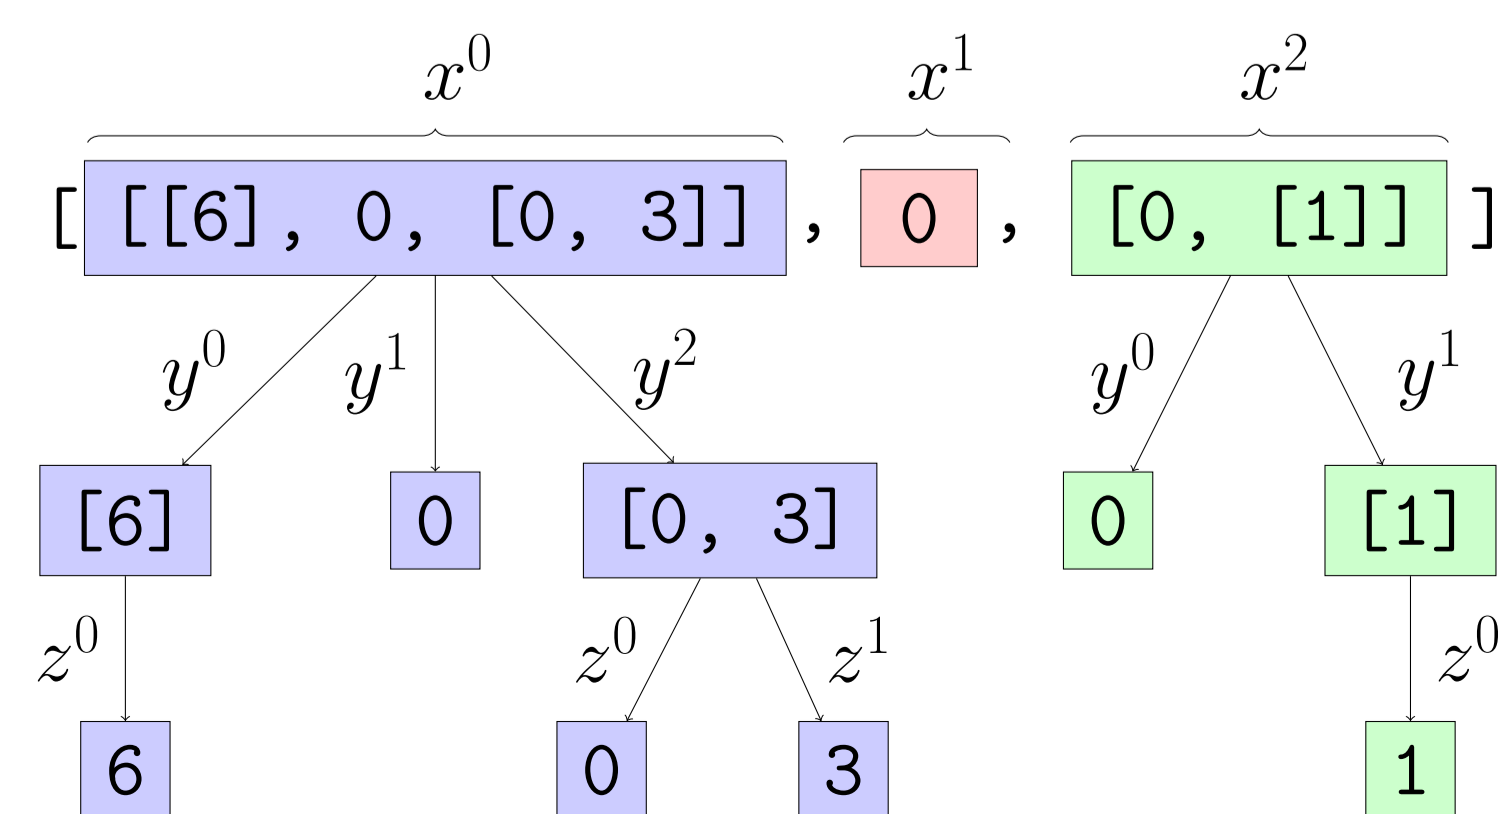 x^0 x^1 x^2
[ [[6], 0, [0, 3]] , 0 , [0, [1]] ]
y^0 y^1 y^2 y^0 y^1
[6] 0 [0, 3] 0 [1]
z^0 z^0 z^1 z^0
6 0 3 1